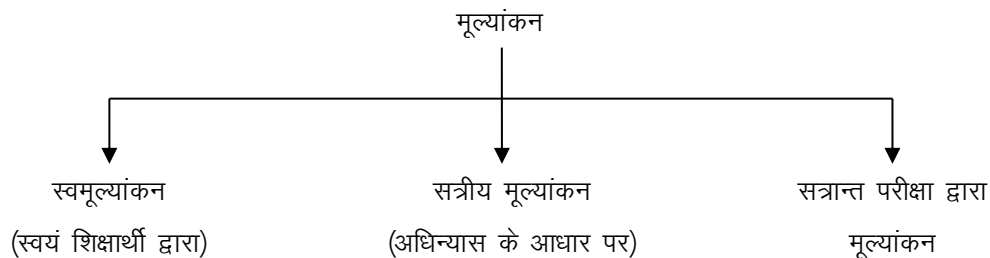 मूल्यांकन
स्वमूल्यांकन
(स्वयं शिक्षार्थी द्वारा)
सत्रीय मूल्यांकन
(अधिन्यास के आधार पर)
सत्रान्त परीक्षा द्वारा
मूल्यांकन